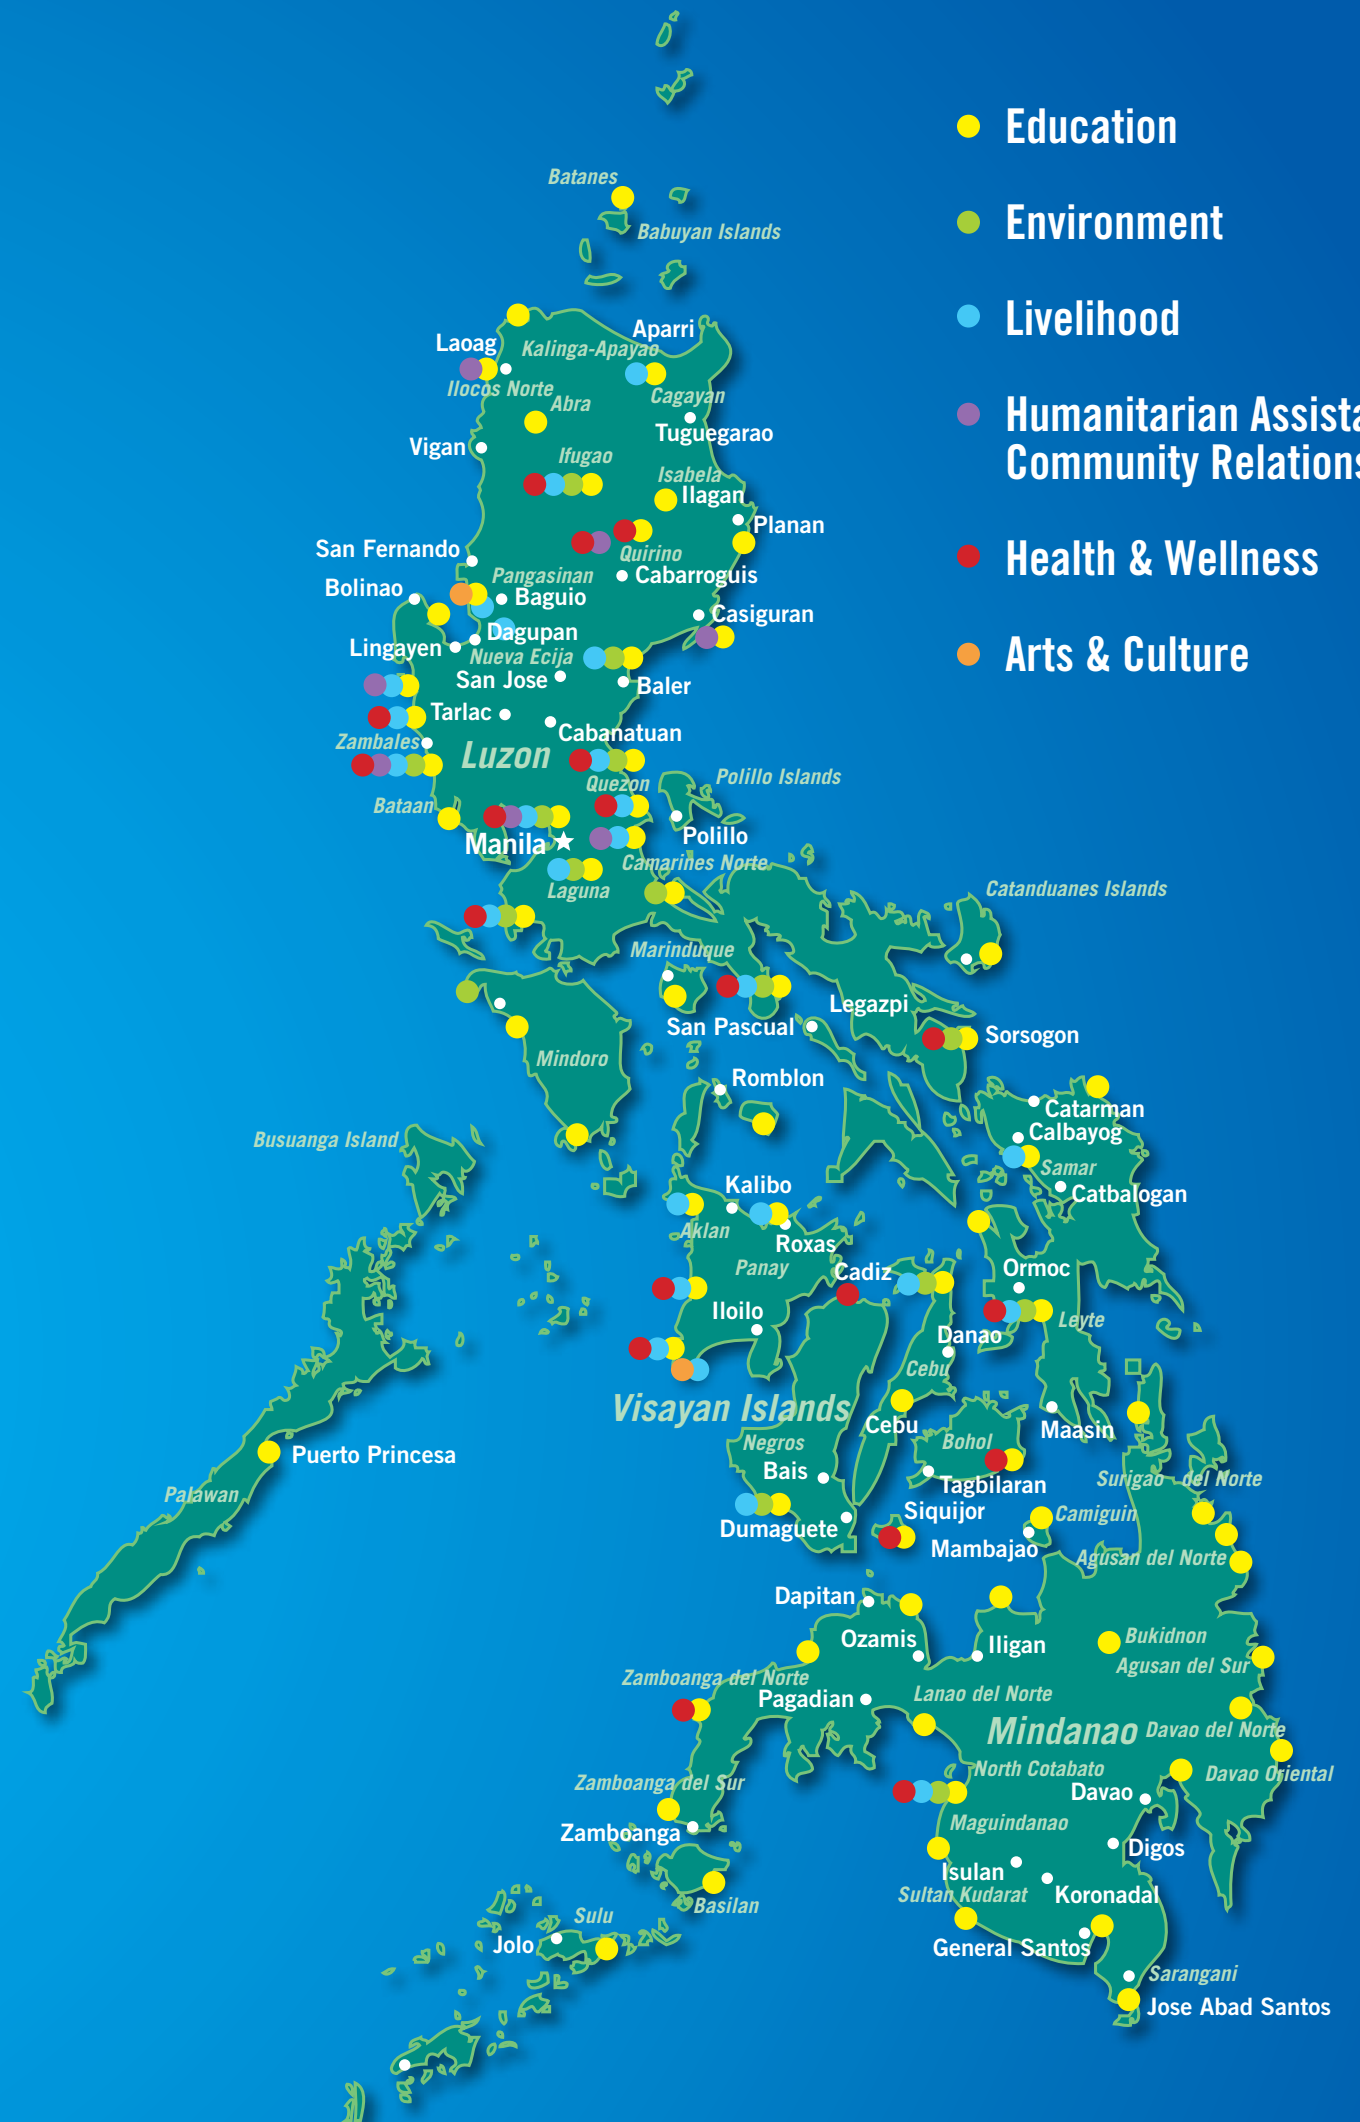 Education
Environment
Livelihood
Humanitarian Assista
Community Relations
Health & Wellness
Arts & Culture
Batanes
Babuyan Islands
Aparri
Laoag
Kalinga-Apayao
Ilocos Norte
Cagayan
Abra
Tuguegarao
Vigan
Ifugao
Isabela
Ilagan
Planan
San Fernando
Quirino
Pangasinan
Cabarroguis
Bolinao
Baguio
Casiguran
Dagupan
Lingayen
Nueva Ecija
San Jose
Baler
Tarlac
Cabanatuan
Zambales
Luzon
Quezon
Polillo Islands
Bataan
Manila
Polillo
Camarines Norte
Laguna
Catanduanes Islands
Marinduque
Legazpi
San Pascual
Sorsogon
Mindoro
Romblon
Catarman
Calbayog
Busuanga Island
Samar
Kalibo
Catbalogan
Aklan
Roxas
Panay
Cadiz
Ormoc
Iloilo
Leyte
Danao
Cebu
Visayan Islands
Cebu
Maasin
Negros
Bohol
Puerto Princesa
Bais
Surigao del Norte
Palawan
Tagbilaran
Siquijor
Camiguin
Dumaguete
Mambajao
Agusan del Norte
Dapitan
Ozamis
Iligan
Bukidnon
Agusan del Sur
Zamboanga del Norte
Pagadian
Lanao del Norte
Mindanao
Davao del Norte
North Cotabato
Davao Oriental
Zamboanga del Sur
Davao
Maguindanao
Zamboanga
Digos
Isulan
Sultan Kudarat
Koronadal
Basilan
Sulu
Jolo
General Santos
Sarangani
Jose Abad Santos